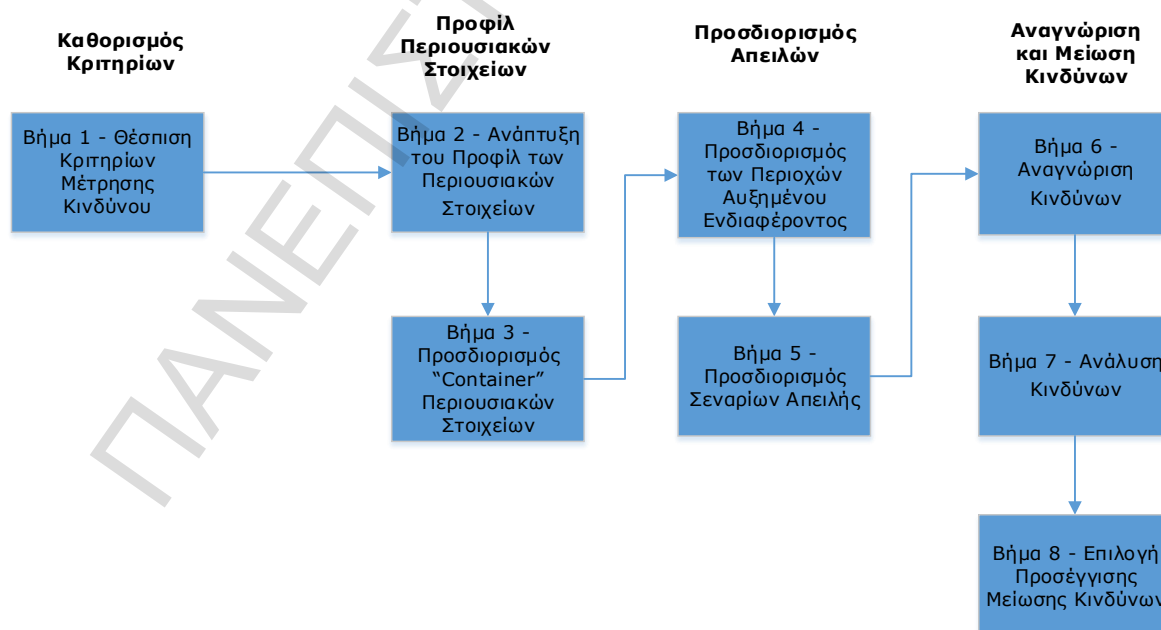 Καθορισμός
Κριτηρίων
Προφίλ
Περιουσιακών
Στοιχείων
Προσδιορισμός
Απειλών
Αναγνώριση
και Μείωση
Κινδύνων
Βήμα 1 - Θέσπιση
Κριτηρίων
Μέτρησης
Κινδύνου
Βήμα 2 - Ανάπτυξη
του Προφίλ των
Περιουσιακών
Στοιχείων
Βήμα 3 -
Προσδιορισμός
“Container”
Περιουσιακών
Στοιχείων
Βήμα 4 -
Προσδιορισμός
των Περιοχών
Αυξημένου
Ενδιαφέροντος
Βήμα 5 -
Προσδιορισμός
Σεναρίων Απειλής
Βήμα 6 -
Αναγνώριση
Κινδύνων
Βήμα 7 - Ανάλυση
Κινδύνων
Βήμα 8 - Επιλογή
Προσέγγισης
Μείωσης Κινδύνων
ΠΑΝΕΠΙΣΤ